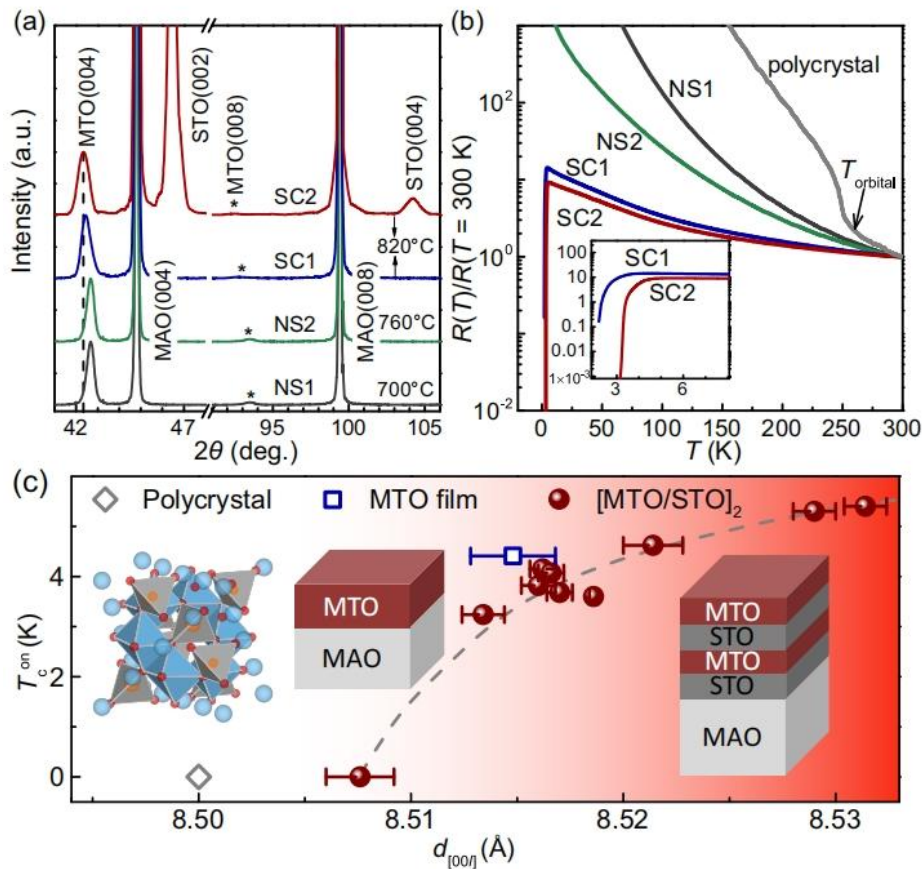 (a)
Intensity (a.u.)
MTO(004)
STO(002)
MTO(008)
STO(004)
MAO(004)
MAO(008)
*
SC2
820°C
SC1
*
NS2
*
760°C
NS1
*
700°C
42 47 95 100 105
2θ (deg.)
(b)
R(T)/R(T = 300 K)
10²
10¹
10⁰
10⁻¹
10⁻²
polycrystal
NS1
NS2
SC1
SC2
T_orbital
100
10
1
0.1
0.01
1×10⁻³
SC1
SC2
3 6
0 50 100 150 200 250 300
T (K)
(c)
Polycrystal
MTO film
[MTO/STO]₂
T_c^on (K)
4
2
0
MTO
MAO
MTO
STO
MTO
STO
MAO
8.50 8.51 8.52 8.53
d_[00l] (Å)